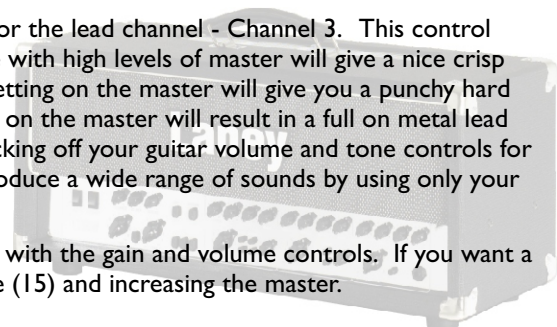 or the lead channel - Channel 3. This control
with high levels of master will give a nice crisp
etting on the master will give you a punchy hard
on the master will result in a full on metal lead
cking off your guitar volume and tone controls for
oduce a wide range of sounds by using only your
Laney
with the gain and volume controls. If you want a
e (15) and increasing the master.